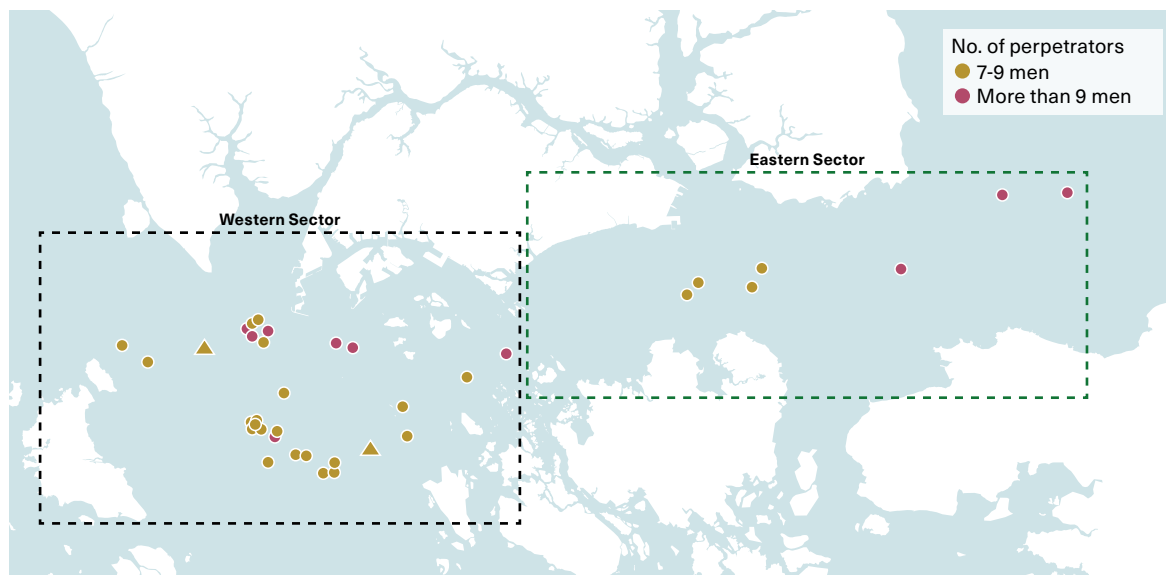 No. of perpetrators
7-9 men
More than 9 men
Eastern Sector
Western Sector